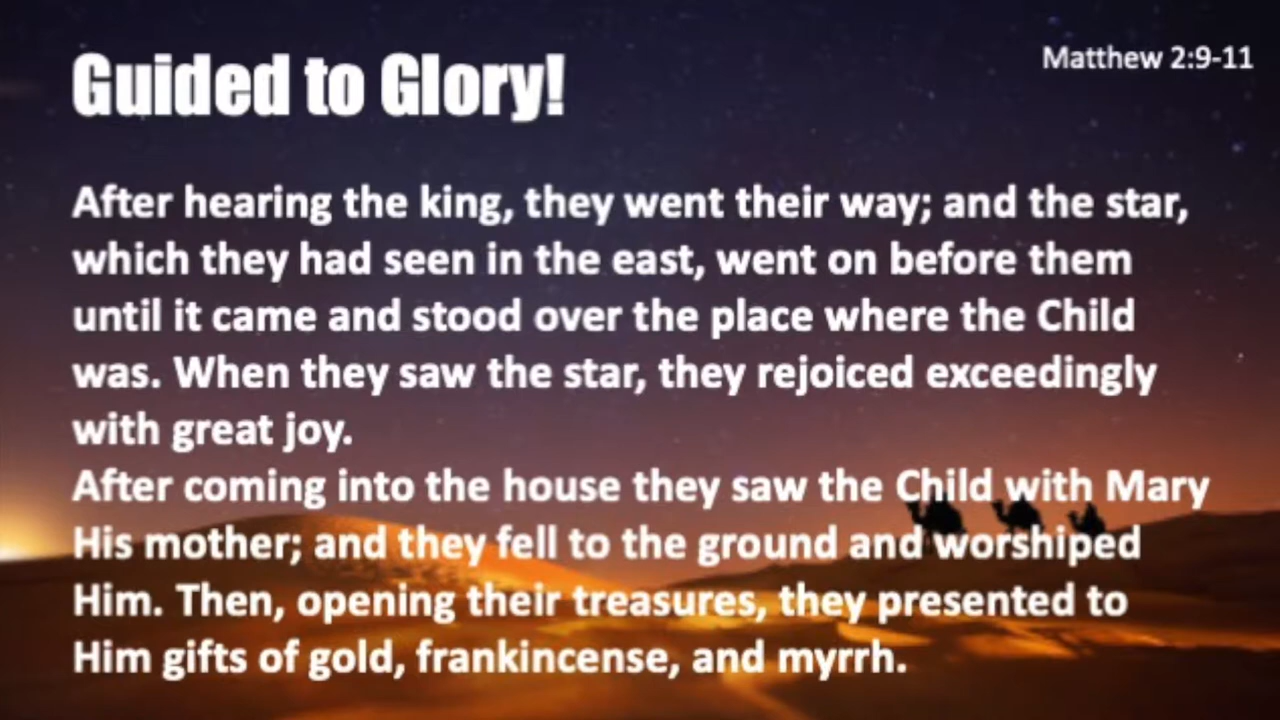 Guided to Glory!
Matthew 2:9-11
After hearing the king, they went their way; and the star,
which they had seen in the east, went on before them
until it came and stood over the place where the Child
was. When they saw the star, they rejoiced exceedingly
with great joy.
After coming into the house they saw the Child with Mary
His mother; and they fell to the ground and worshiped
Him. Then, opening their treasures, they presented to
Him gifts of gold, frankincense, and myrrh.